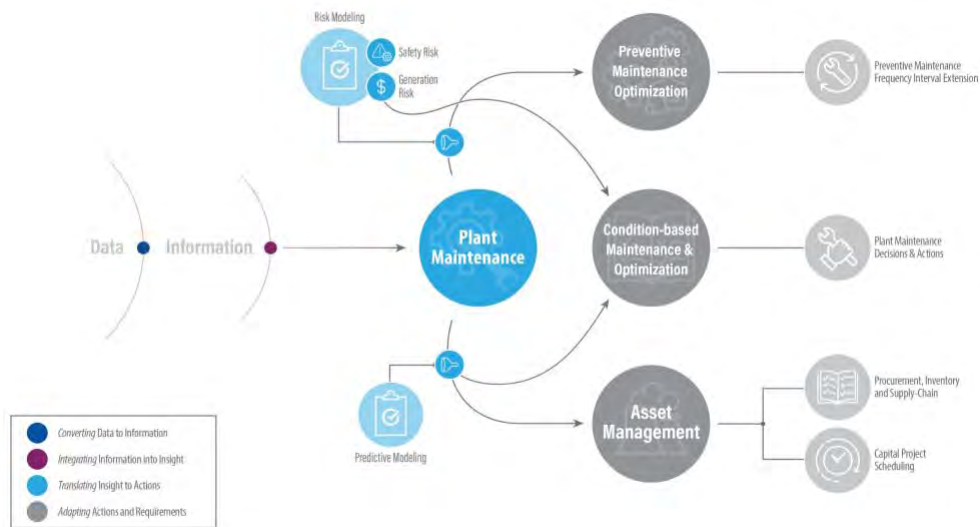 Risk Modeling
Safety Risk
Generation
Risk
Preventive
Maintenance
Optimization
Preventive Maintenance
Frequency Interval Extension
Data
Information
Plant
Maintenance
Condition-based
Maintenance &
Optimization
Plant Maintenance
Decisions & Actions
Predictive Modeling
Asset
Management
Procurement, Inventory
and Supply-Chain
Capital Project
Scheduling
Converting Data to Information
Integrating Information into Insight
Translating Insight to Actions
Adapting Actions and Requirements